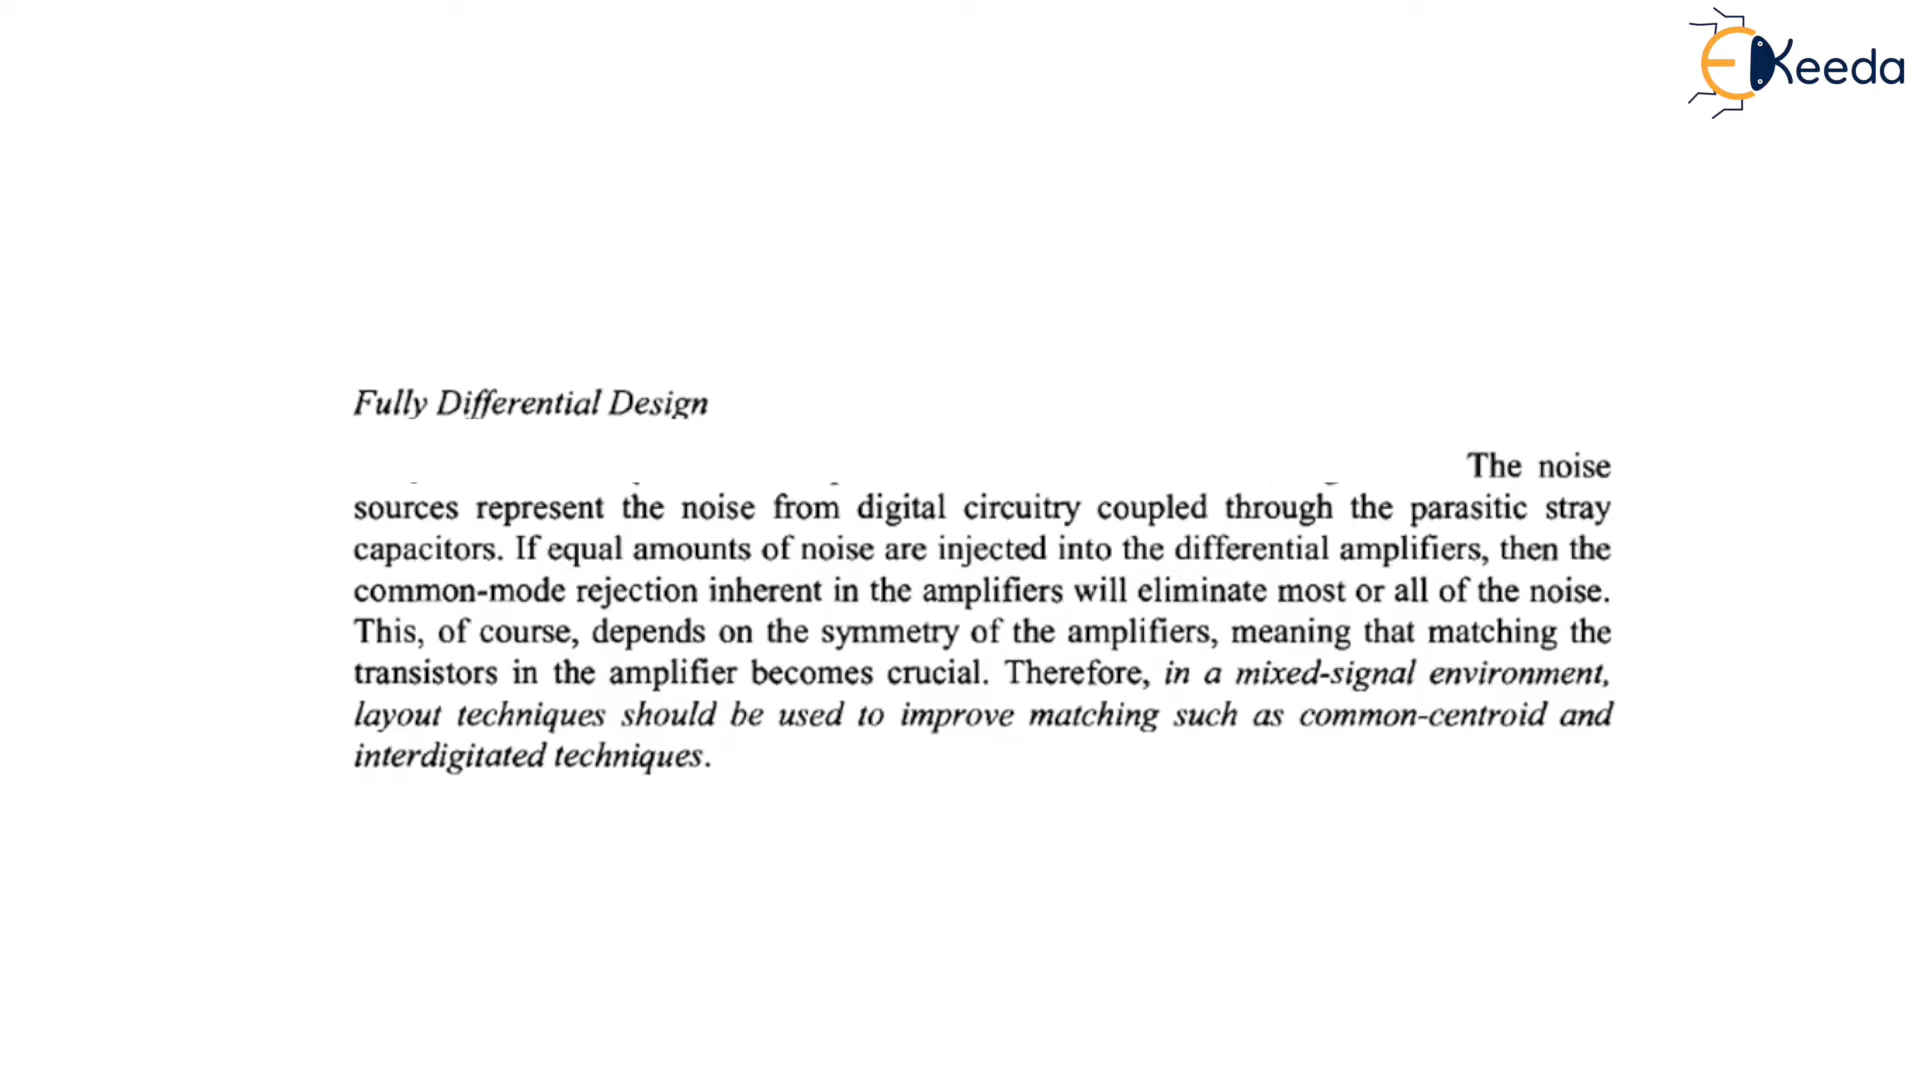 EKeeda
Fully Differential Design
The noise
sources represent the noise from digital circuitry coupled through the parasitic stray
capacitors. If equal amounts of noise are injected into the differential amplifiers, then the
common-mode rejection inherent in the amplifiers will eliminate most or all of the noise.
This, of course, depends on the symmetry of the amplifiers, meaning that matching the
transistors in the amplifier becomes crucial. Therefore, in a mixed-signal environment,
layout techniques should be used to improve matching such as common-centroid and
interdigitated techniques.